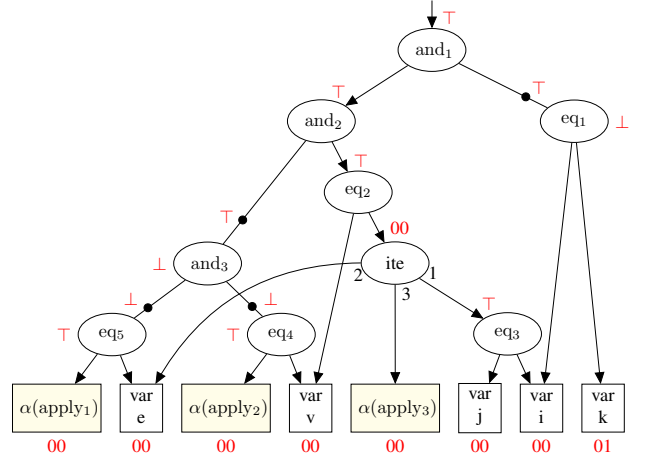 ⊤
and₁
⊤ ⊤
and₂ eq₁ ⊥
⊤
eq₂
⊤
00
⊥ and₃ ite
2 1
3
⊥ ⊥ ⊤
⊤ eq₅ ⊤ eq₄ eq₃
α(apply₁) var e α(apply₂) var v α(apply₃) var j var i var k
00 00 00 00 00 00 00 01